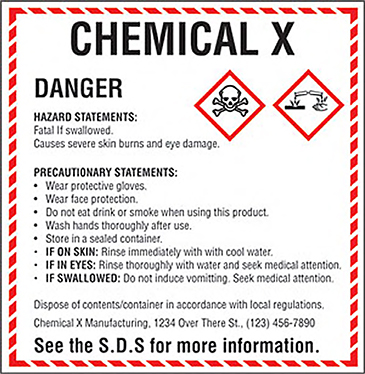 CHEMICAL X
DANGER
HAZARD STATEMENTS:
Fatal If swallowed.
Causes severe skin burns and eye damage.
PRECAUTIONARY STATEMENTS:
• Wear protective gloves.
• Wear face protection.
• Do not eat drink or smoke when using this product.
• Wash hands thoroughly after use.
• Store in a sealed container.
• IF ON SKIN: Rinse immediately with with cool water.
• IF IN EYES: Rinse thoroughly with water and seek medical attention.
• IF SWALLOWED: Do not induce vomitting. Seek medical attention.
Dispose of contents/container in accordance with local regulations.
Chemical X Manufacturing, 1234 Over There St., (123) 456-7890
See the S.D.S for more information.